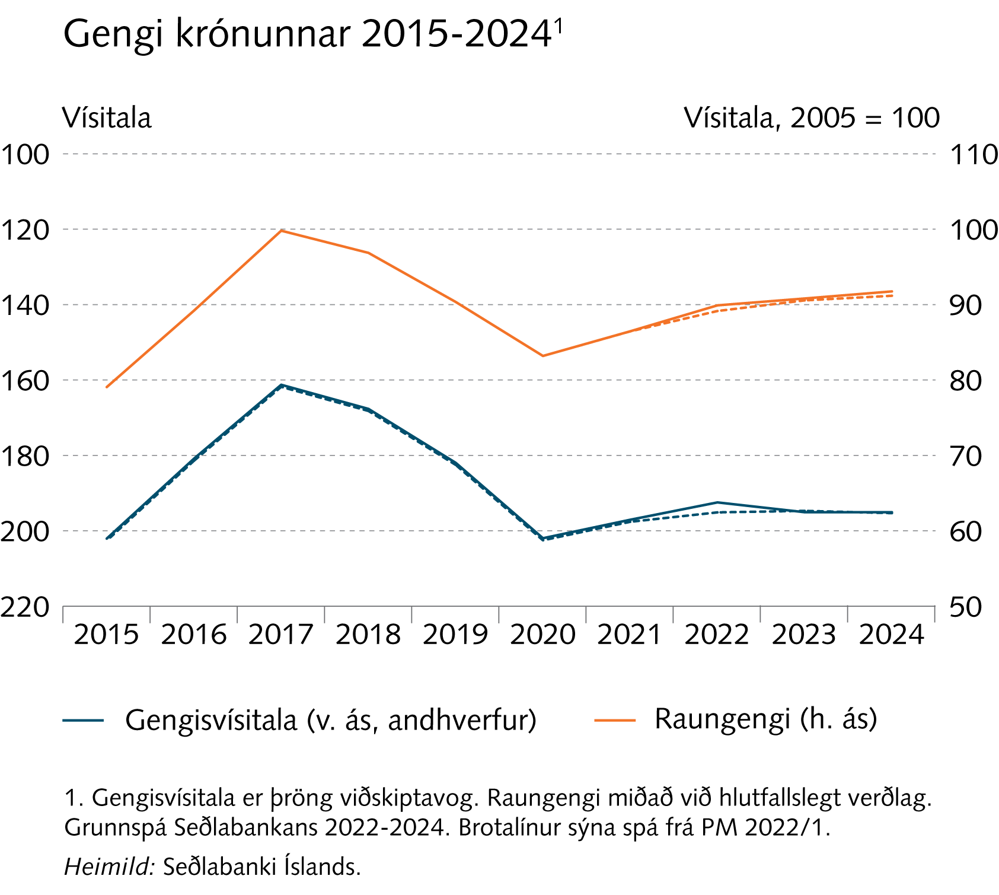 Gengi krónunnar 2015-2024¹
Vísitala
Vísitala, 2005 = 100
100
110
120
100
140
90
160
80
180
70
200
60
220
50
2015 2016 2017 2018 2019 2020 2021 2022 2023 2024
Gengisvísitala (v. ás, andhverfur)
Raungengi (h. ás)
1. Gengisvísitala er þröng viðskiptavog. Raungengi miðað við hlutfallslegt verðlag.
Grunnspá Seðlabankans 2022-2024. Brotalínur sýna spá frá PM 2022/1.
Heimild: Seðlabanki Íslands.